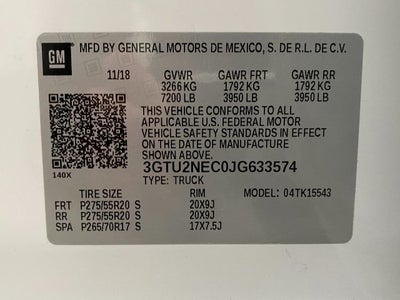 GM MFD BY GENERAL MOTORS DE MEXICO, S. DE R.L. DE C.V.
11/18 GVWR GAWR FRT GAWR RR
3266 KG 1792 KG 1792 KG
7200 LB 3950 LB 3950 LB
THIS VEHICLE CONFORMS TO ALL
APPLICABLE U.S. FEDERAL MOTOR
VEHICLE SAFETY STANDARDS IN EFFECT
ON THE DATE OF MANUFACTURE
SHOWN ABOVE
3GTU2NEC0JG633574
140X TYPE: TRUCK
TIRE SIZE RIM MODEL: 04TK15543
FRT P275/55R20 S 20X9J
RR P275/55R20 S 20X9J
SPA P265/70R17 S 17X7.5J